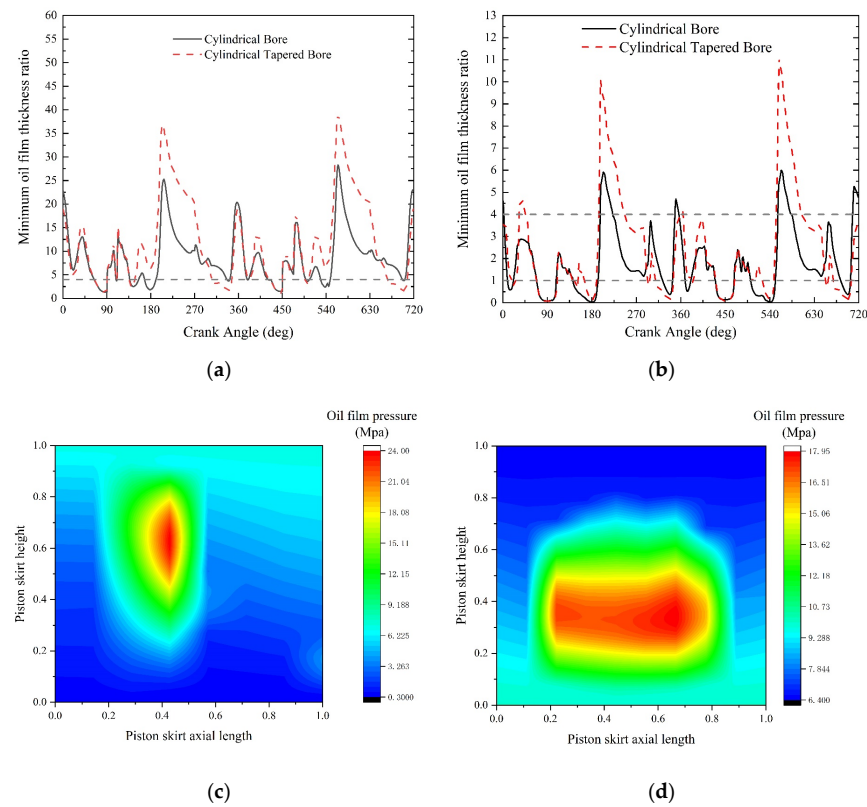 60
55
50
45
40
35
30
25
20
15
10
5
0
Minimum oil film thickness ratio
Cylindrical Bore
Cylindrical Tapered Bore
0 90 180 270 360 450 540 630 720
Crank Angle (deg)
(a)
13
12
11
10
9
8
7
6
5
4
3
2
1
0
Minimum oil film thickness ratio
Cylindrical Bore
Cylindrical Tapered Bore
0 90 180 270 360 450 540 630 720
Crank Angle (deg)
(b)
Oil film pressure
(Mpa)
1.0
0.8
0.6
0.4
0.2
0.0
Piston skirt height
0.0 0.2 0.4 0.6 0.8 1.0
Piston skirt axial length
24.00
21.04
18.08
15.11
12.15
9.188
6.225
3.263
0.3000
(c)
Oil film pressure
(Mpa)
1.0
0.8
0.6
0.4
0.2
0.0
Piston skirt height
0.0 0.2 0.4 0.6 0.8 1.0
Piston skirt axial length
17.95
16.51
15.06
13.62
12.18
10.73
9.288
7.844
6.400
(d)